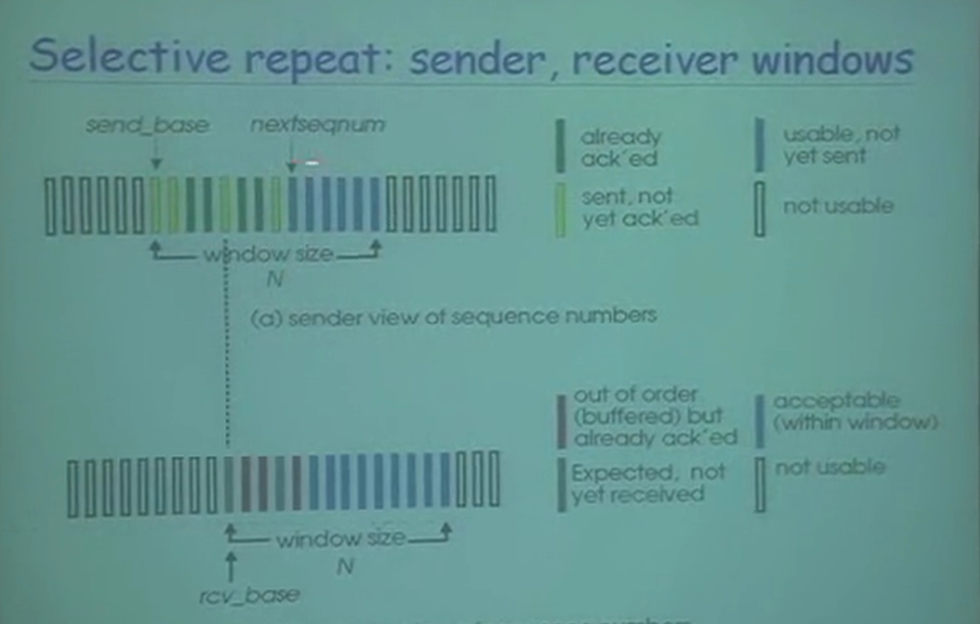 Selective repeat: sender, receiver windows
send_base
nextseqnum
already
ack'ed
usable, not
yet sent
sent, not
yet ack'ed
not usable
window size
N
(a) sender view of sequence numbers
out of order
(buffered) but
already ack'ed
acceptable
(within window)
Expected, not
yet received
not usable
window size
N
rcv_base